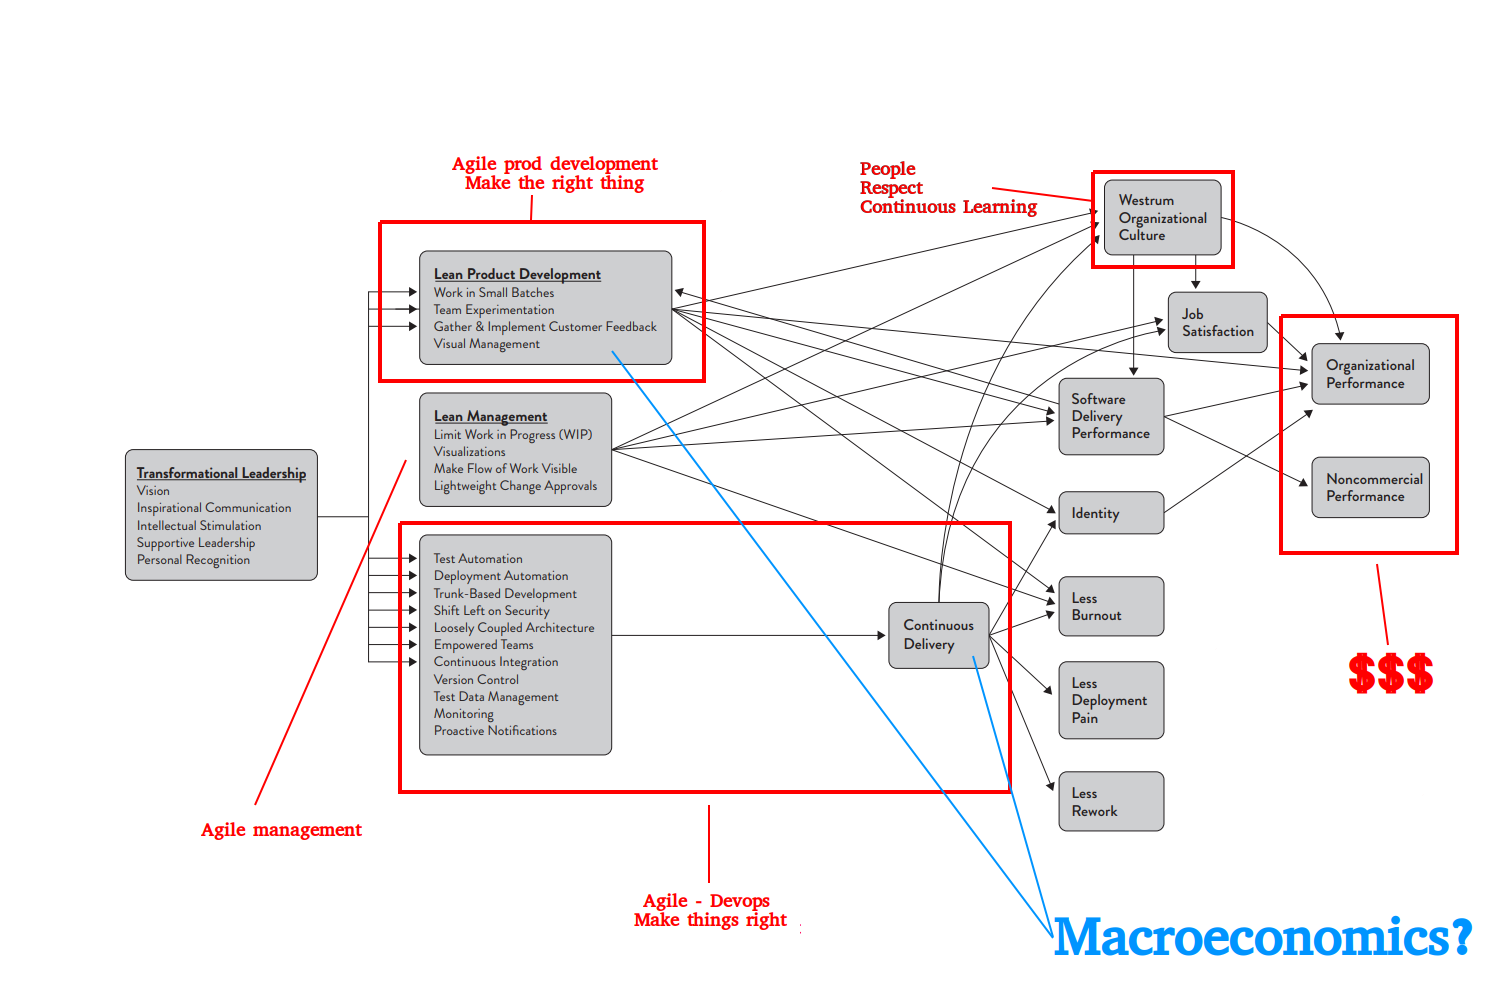 Agile prod development
Make the right thing
People
Respect
Continuous Learning
Westrum
Organizational
Culture
Lean Product Development
Work in Small Batches
Team Experimentation
Gather & Implement Customer Feedback
Visual Management
Job
Satisfaction
Organizational
Performance
Lean Management
Limit Work in Progress (WIP)
Visualizations
Make Flow of Work Visible
Lightweight Change Approvals
Software
Delivery
Performance
Transformational Leadership
Vision
Inspirational Communication
Intellectual Stimulation
Supportive Leadership
Personal Recognition
Noncommercial
Performance
Identity
Test Automation
Deployment Automation
Trunk-Based Development
Shift Left on Security
Loosely Coupled Architecture
Empowered Teams
Continuous Integration
Version Control
Test Data Management
Monitoring
Proactive Notifications
Continuous
Delivery
Less
Burnout
Less
Deployment
Pain
Less
Rework
$$$
Agile management
Agile - Devops
Make things right
Macroeconomics?